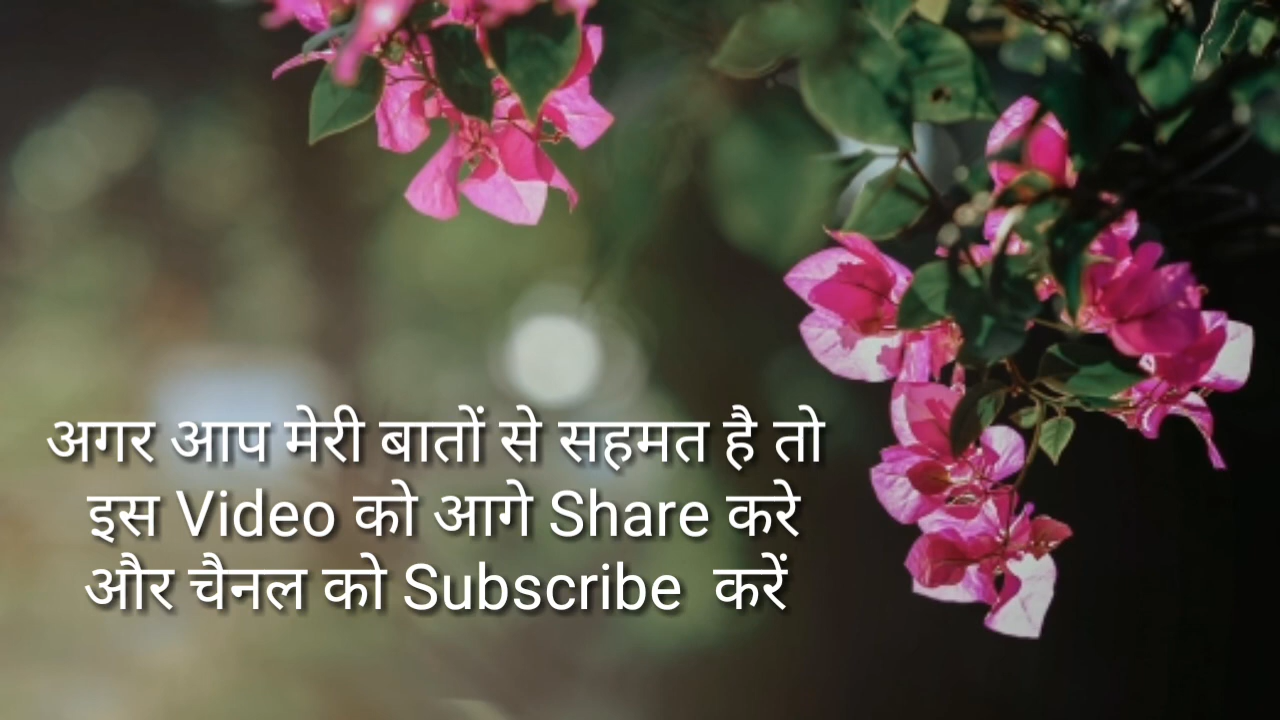 अगर आप मेरी बातों से सहमत है तो
इस Video को आगे Share करे
और चैनल को Subscribe करें